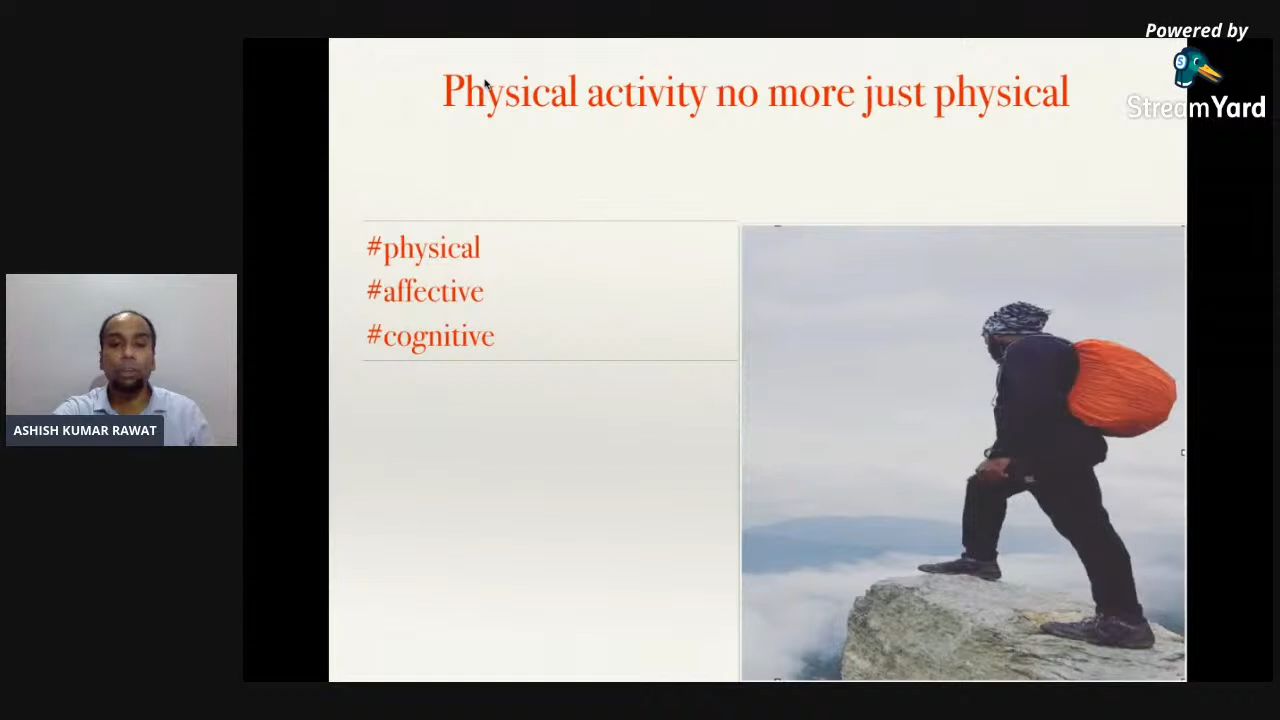 Powered by
StreamYard
Physical activity no more just physical
#physical
#affective
#cognitive
ASHISH KUMAR RAWAT